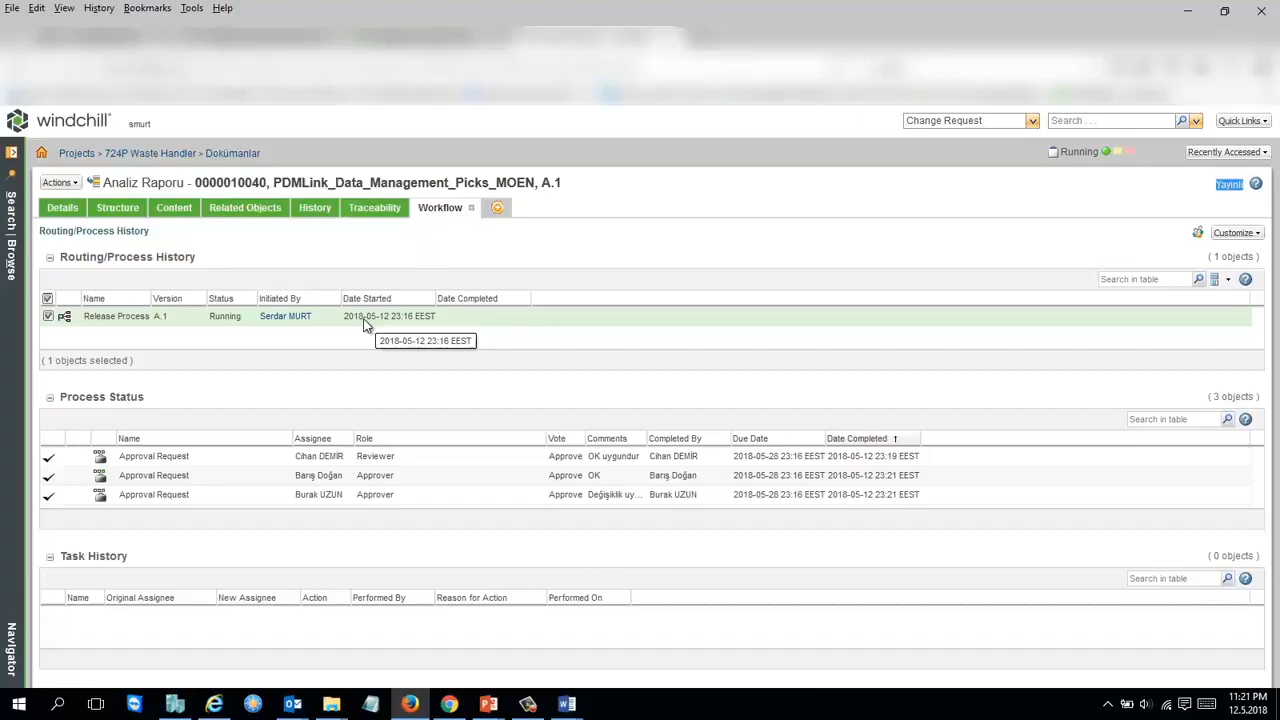 File Edit View History Bookmarks Tools Help
windchill smurt Change Request Search . . . Quick Links
Projects > 724P Waste Handler > Dokümanlar Running Recently Accessed
Actions Analiz Raporu - 0000010040, PDMLink_Data_Management_Picks_MOEN, A.1 Yayinli
Details Structure Content Related Objects History Traceability Workflow
Search | Browse
Routing/Process History Customize
Routing/Process History ( 1 objects )
Search in table
Name Version Status Initiated By Date Started Date Completed
Release Process A.1 Running Serdar MURT 2018-05-12 23:16 EEST
2018-05-12 23:16 EEST
( 1 objects selected )
Process Status ( 3 objects )
Search in table
Name Assignee Role Vote Comments Completed By Due Date Date Completed ↑
Approval Request Cihan DEMİR Reviewer Approve OK uygundur Cihan DEMİR 2018-05-28 23:16 EEST 2018-05-12 23:19 EEST
Approval Request Barış Doğan Approver Approve OK Barış Doğan 2018-05-28 23:16 EEST 2018-05-12 23:21 EEST
Approval Request Burak UZUN Approver Approve Değişiklik uy... Burak UZUN 2018-05-28 23:16 EEST 2018-05-12 23:21 EEST
Task History ( 0 objects )
Search in table
Name Original Assignee New Assignee Action Performed By Reason for Action Performed On
Navigator
11:21 PM
12.5.2018